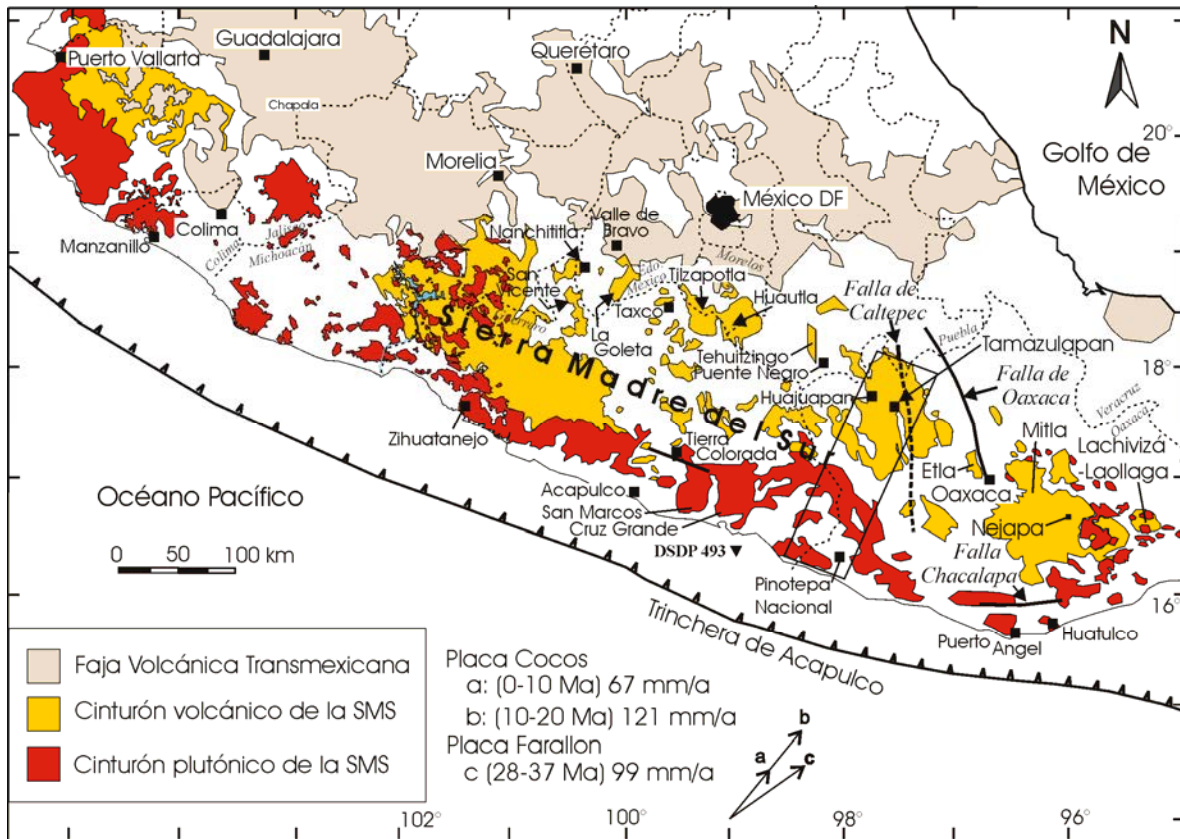 Guadalajara
Puerto Vallarta
Querétaro
N
Chapala
20°
Golfo de
México
Morelia
México DF
Valle de
Bravo
Nanchititla
Colima
Manzanillo
Colima
Jalisco
Michoacán
San
Vicente
Edo
México
Morelos
Tilzapotla
Huautla
Taxco
La
Goleta
Guerrero
Falla de
Caltepec
Puebla
Tamazulapan
Sierra Madre del Su
Tehuitzingo
Puente Negro
18°
Falla de
Oaxaca
Huajuapan
Veracruz
Oaxaca
Zihuatanejo
Tierra
Colorada
Mitla
Lachivizá
Laollaga
Etla
Oaxaca
Océano Pacífico
Acapulco
San Marcos
Cruz Grande
Nejapa
0 50 100 km
DSDP 493
Falla
Chacalapa
Pinotepa
Nacional
16°
Trinchera de Acapulco
Puerto
Angel
Huatulco
Faja Volcánica Transmexicana
Cinturón volcánico de la SMS
Cinturón plutónico de la SMS
Placa Cocos
a: (0-10 Ma) 67 mm/a
b: (10-20 Ma) 121 mm/a
Placa Farallon
c (28-37 Ma) 99 mm/a
b
a
c
102°
100°
98°
96°